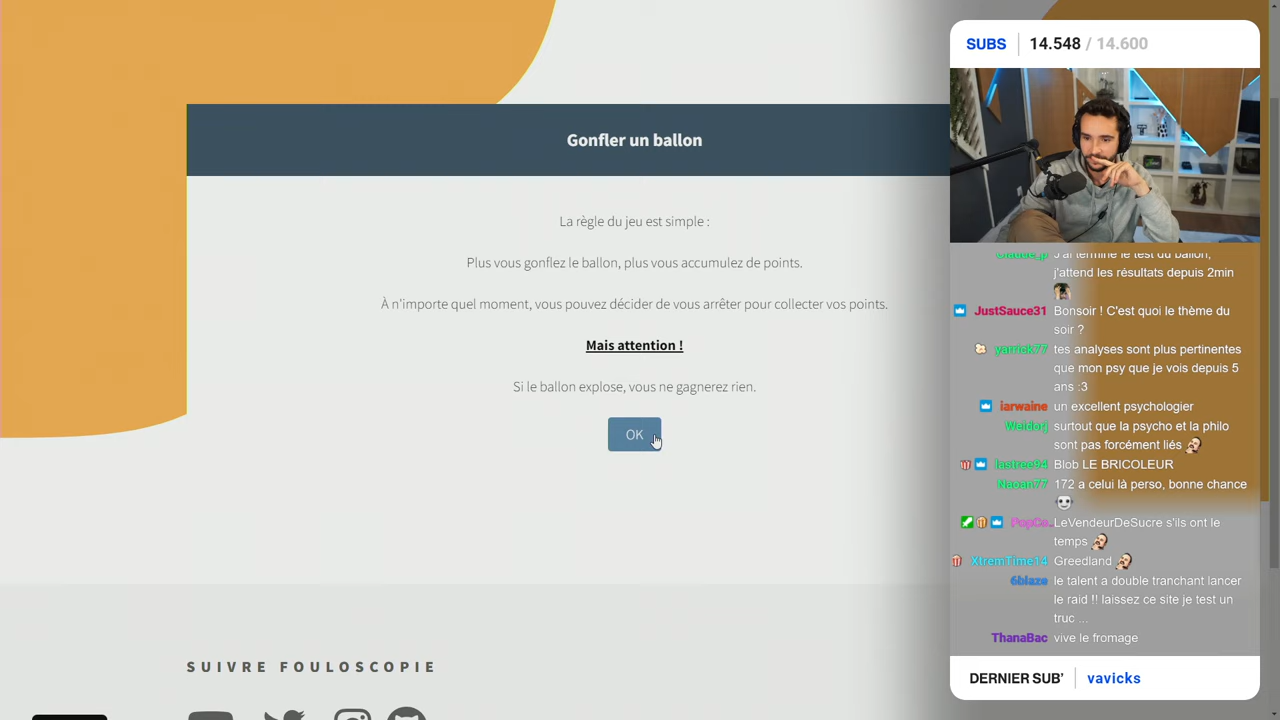 SUBS 14.548 / 14.600
Gonfler un ballon
La règle du jeu est simple :
Plus vous gonflez le ballon, plus vous accumulez de points.
À n'importe quel moment, vous pouvez décider de vous arrêter pour collecter vos points.
Mais attention !
Si le ballon explose, vous ne gagnerez rien.
OK
SUIVRE FOULOSCOPIE
J'ai terminé le test du ballon,
j'attend les résultats depuis 2min
JustSauce31 Bonsoir ! C'est quoi le thème du
soir ?
yarrick77 tes analyses sont plus pertinentes
que mon psy que je vois depuis 5
ans :3
iarwaine un excellent psychologier
Weldorj surtout que la psycho et la philo
sont pas forcément liés
lastree94 Blob LE BRICOLEUR
Naoan77 172 a celui là perso, bonne chance
PopCo.. LeVendeurDeSucre s'ils ont le
temps
XtremTime14 Greedland
6blaze le talent a double tranchant lancer
le raid !! laissez ce site je test un
truc ...
ThanaBac vive le fromage
DERNIER SUB' vavicks